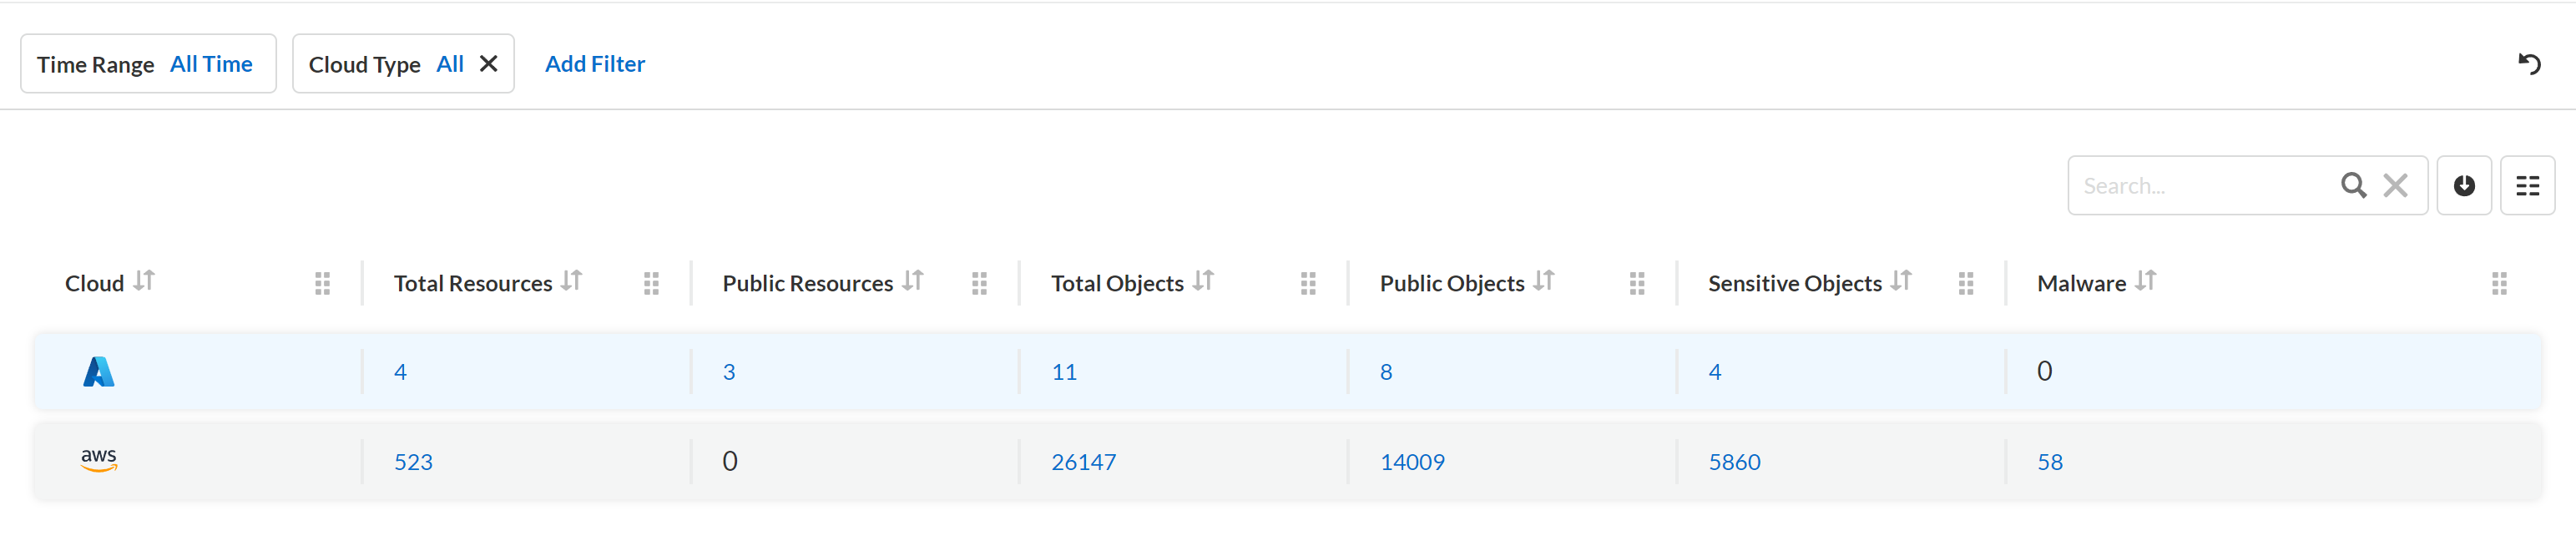 Time Range All Time Cloud Type All Add Filter
Search...
Cloud Total Resources Public Resources Total Objects Public Objects Sensitive Objects Malware
4 3 11 8 4 0
aws 523 0 26147 14009 5860 58